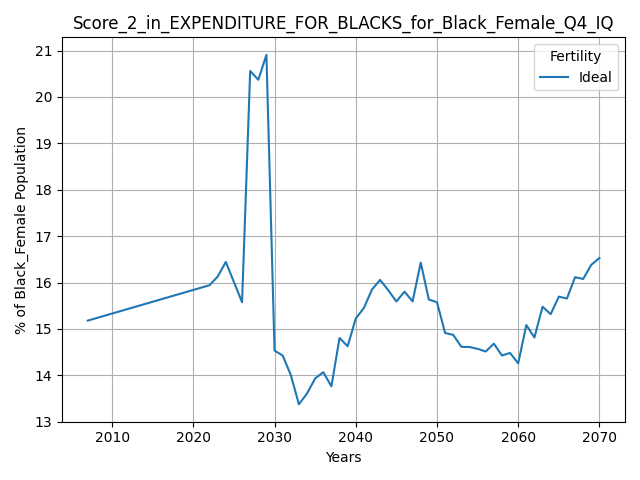 Score_2_in_EXPENDITURE_FOR_BLACKS_for_Black_Female_Q4_IQ
Fertility
Ideal
21
20
19
18
17
16
15
14
13
% of Black_Female Population
2010 2020 2030 2040 2050 2060 2070
Years